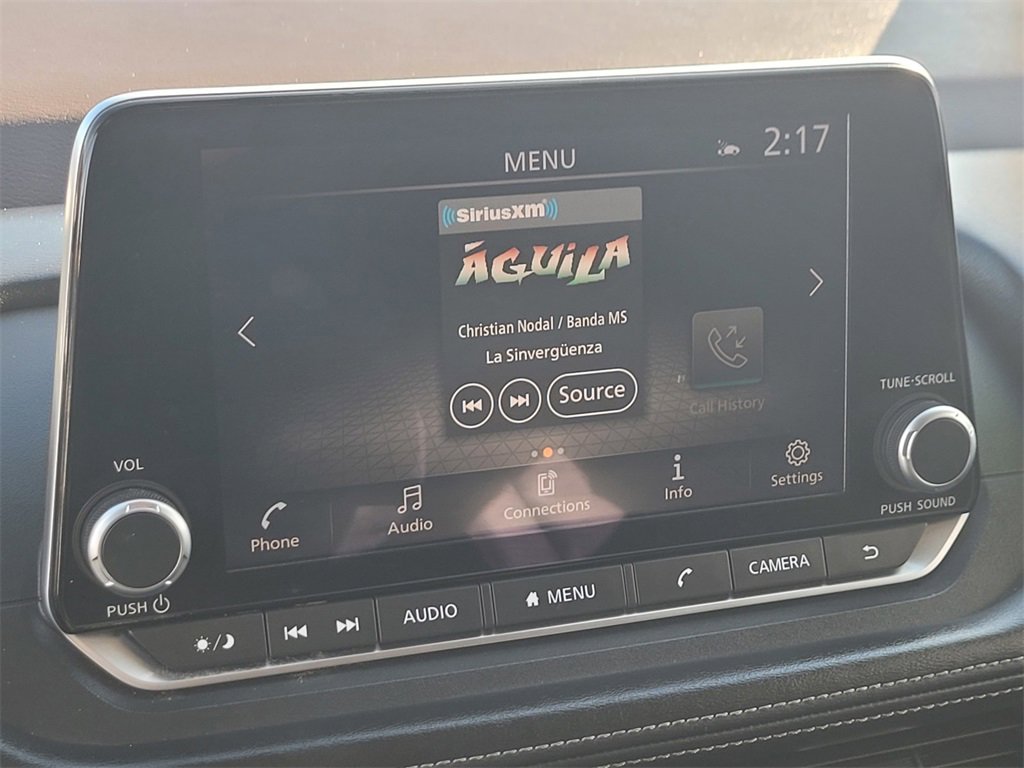 MENU
2:17
SiriusXm
ÁGUILA
Christian Nodal / Banda MS
La Sinvergüenza
Source
Call History
TUNE·SCROLL
PUSH SOUND
VOL
PUSH
Phone
Audio
Connections
Info
Settings
AUDIO
MENU
CAMERA